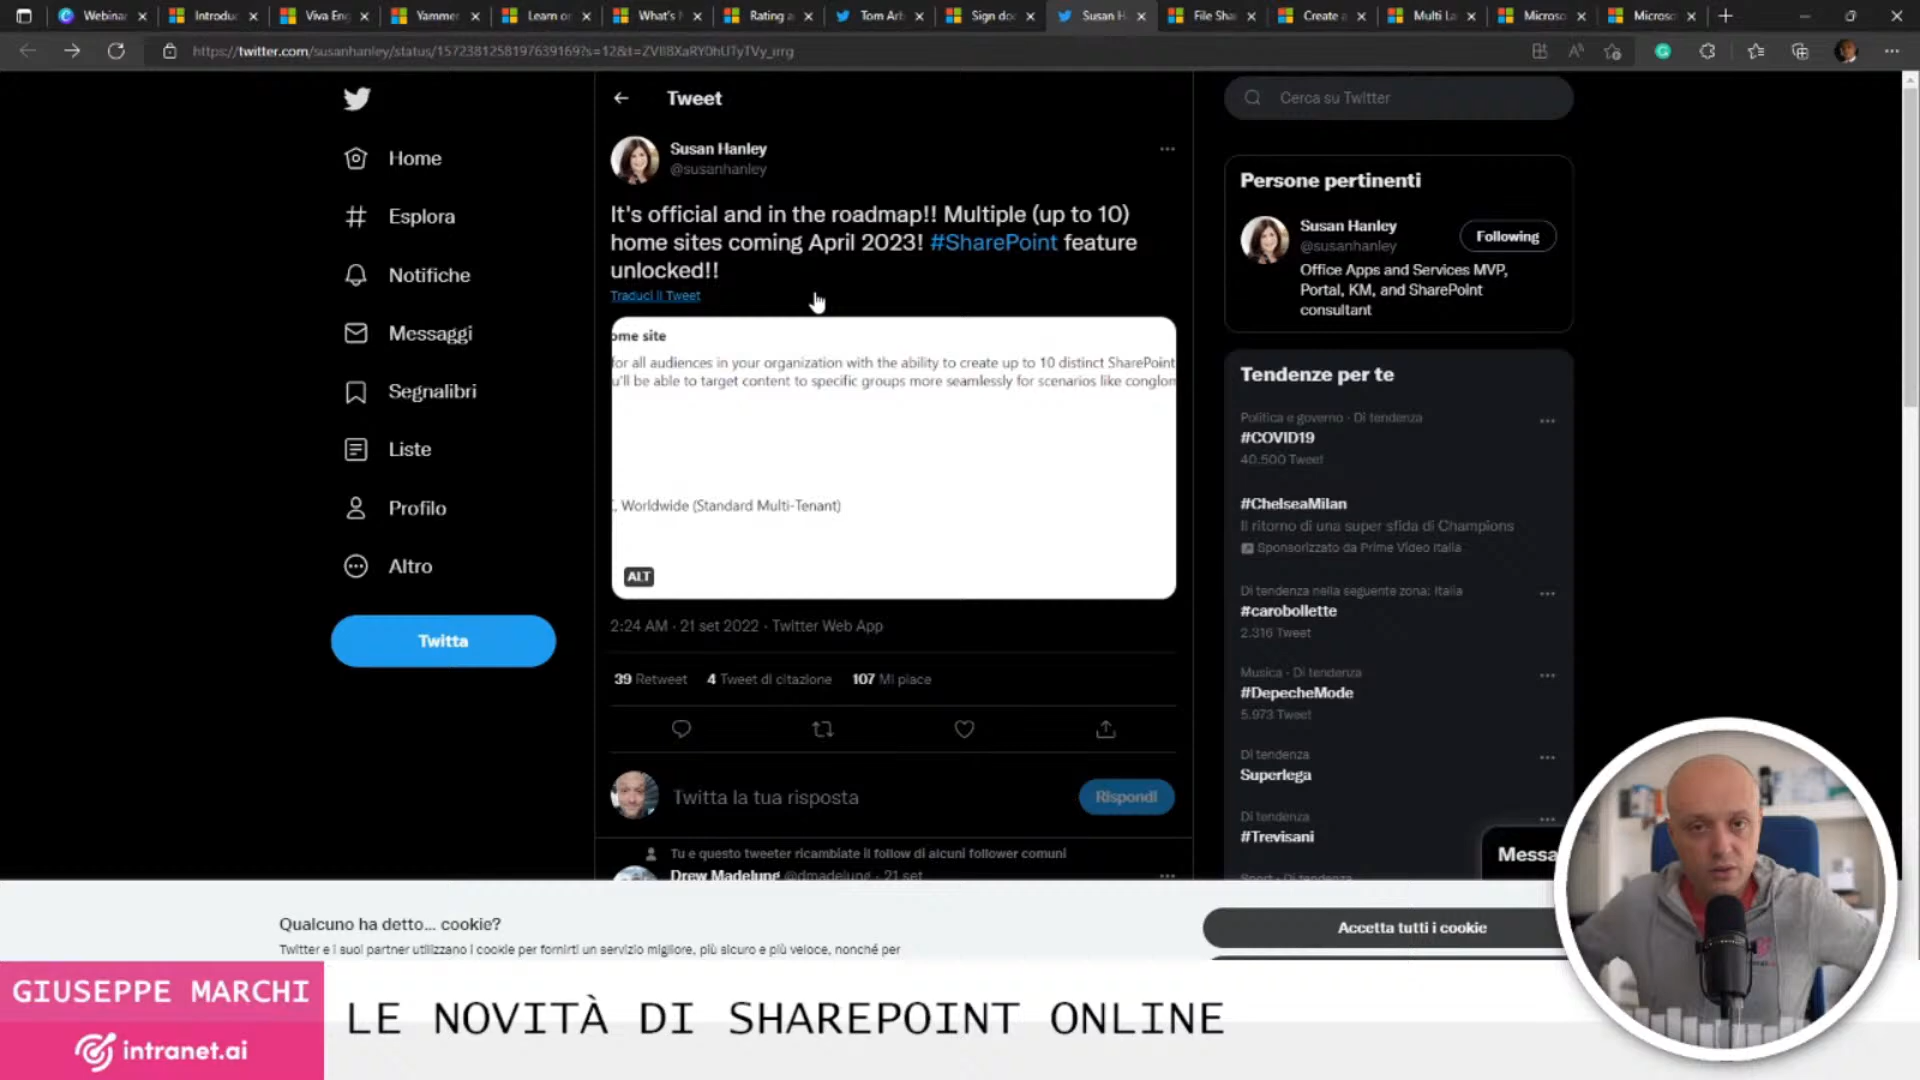 Webinar
Introduc
Viva En
Yammer
Learn o
What's
Rating a
Tom Ar
Sign do
Susan H
File Sha
Create a
Multi La
Microso
Microso
https://twitter.com/susanhanley/status/1572381258197639169?s=12&t=ZVll8XaRY0hUTyTVy_irrg
Home
Esplora
Notifiche
Messaggi
Segnalibri
Liste
Profilo
Altro
Twitta
Tweet
Susan Hanley
@susanhanley
It's official and in the roadmap!! Multiple (up to 10)
home sites coming April 2023! #SharePoint feature
unlocked!!
Traduci il Tweet
ome site
for all audiences in your organization with the ability to create up to 10 distinct SharePoint
u'll be able to target content to specific groups more seamlessly for scenarios like conglom
, Worldwide (Standard Multi-Tenant)
ALT
2:24 AM · 21 set 2022 · Twitter Web App
39 Retweet 4 Tweet di citazione 107 Mi piace
Twitta la tua risposta
Rispondi
Tu e questo tweeter ricambiate il follow di alcuni follower comuni
Drew Madelung @dmadelung · 21 set
Cerca su Twitter
Persone pertinenti
Susan Hanley
@susanhanley
Following
Office Apps and Services MVP,
Portal, KM, and SharePoint
consultant
Tendenze per te
Politica e governo · Di tendenza
#COVID19
40.500 Tweet
#ChelseaMilan
Il ritorno di una super sfida di Champions
Sponsorizzato da Prime Video Italia
Di tendenza nella seguente zona: Italia
#carobollette
2.316 Tweet
Musica · Di tendenza
#DepecheMode
5.973 Tweet
Di tendenza
Superlega
Di tendenza
#Trevisani
Sport · Di tendenza
Messa
Qualcuno ha detto... cookie?
Twitter e i suoi partner utilizzano i cookie per fornirti un servizio migliore, più sicuro e più veloce, nonché per
Accetta tutti i cookie
GIUSEPPE MARCHI
intranet.ai
LE NOVITÀ DI SHAREPOINT ONLINE